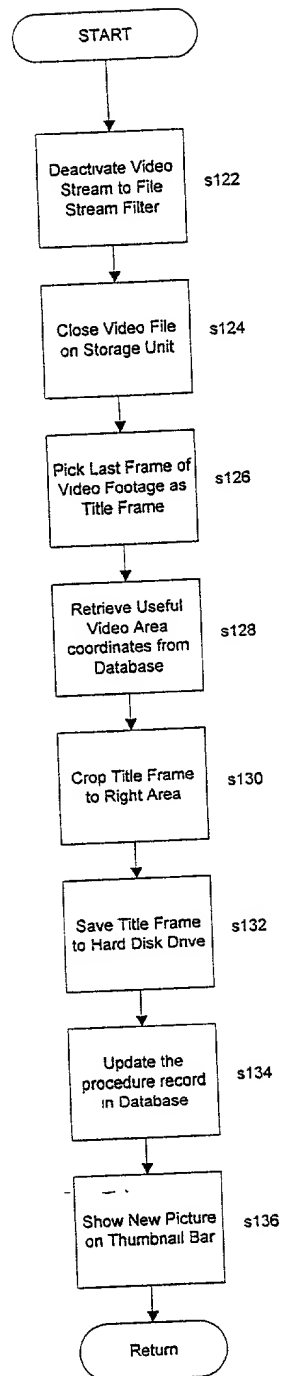 START
Deactivate Video
Stream to File
Stream Filter
s122
Close Video File
on Storage Unit
s124
Pick Last Frame of
Video Footage as
Title Frame
s126
Retrieve Useful
Video Area
coordinates from
Database
s128
Crop Title Frame
to Right Area
s130
Save Title Frame
to Hard Disk Drive
s132
Update the
procedure record
in Database
s134
Show New Picture
on Thumbnail Bar
s136
Return